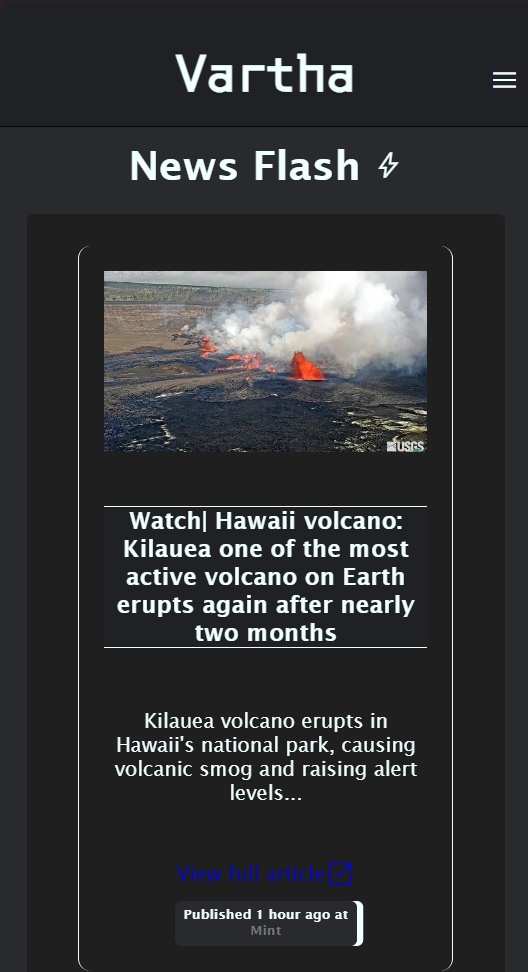 Vartha
News Flash
USGS
Watch| Hawaii volcano:
Kilauea one of the most
active volcano on Earth
erupts again after nearly
two months
Kilauea volcano erupts in
Hawaii's national park, causing
volcanic smog and raising alert
levels...
View full article
Published 1 hour ago at
Mint